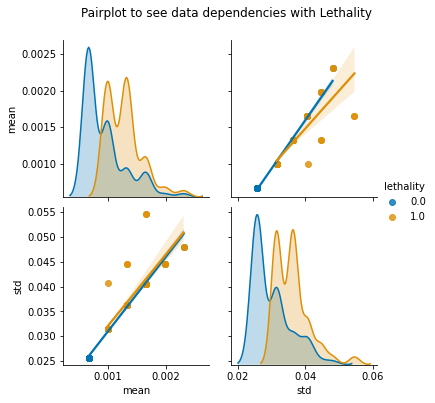 Pairplot to see data dependencies with Lethality
0.0025
0.0020
0.0015
0.0010
mean
lethality
0.0
1.0
0.055
0.050
0.045
0.040
0.035
0.030
0.025
std
0.001 0.002
mean
0.02 0.04 0.06
std